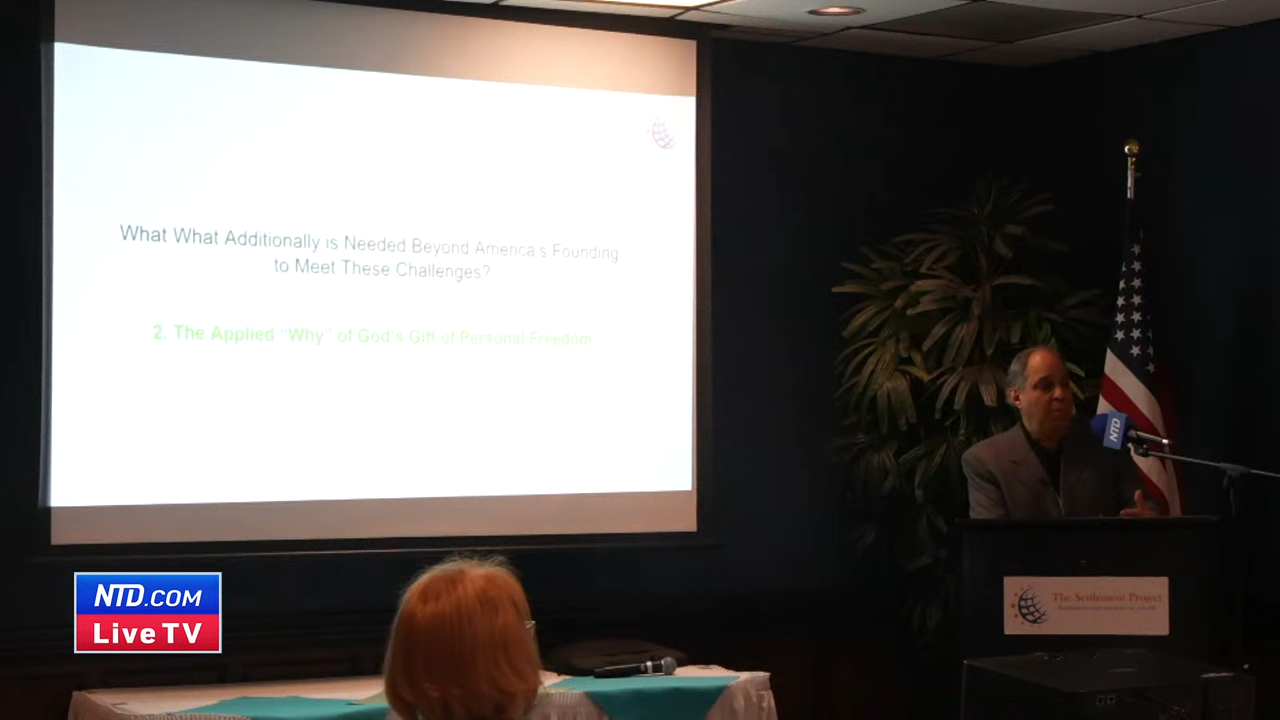 What What Additionally is Needed Beyond America's Founding
to Meet These Challenges?
2. The Applied "Why" of God's Gift of Personal Freedom
NTD
The Settlement Project
NTD.COM
Live TV